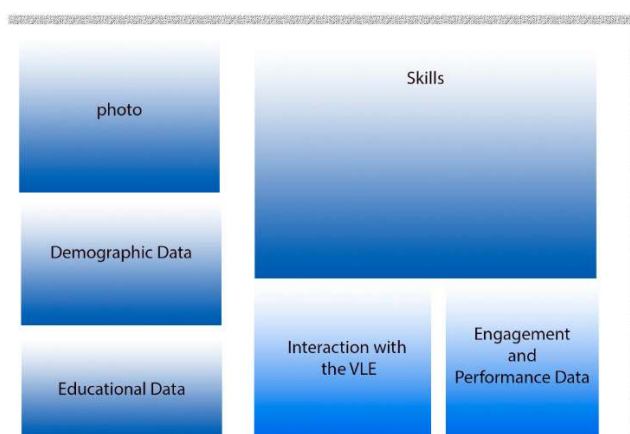 photo
Skills
Demographic Data
Educational Data
Interaction with
the VLE
Engagement
and
Performance Data